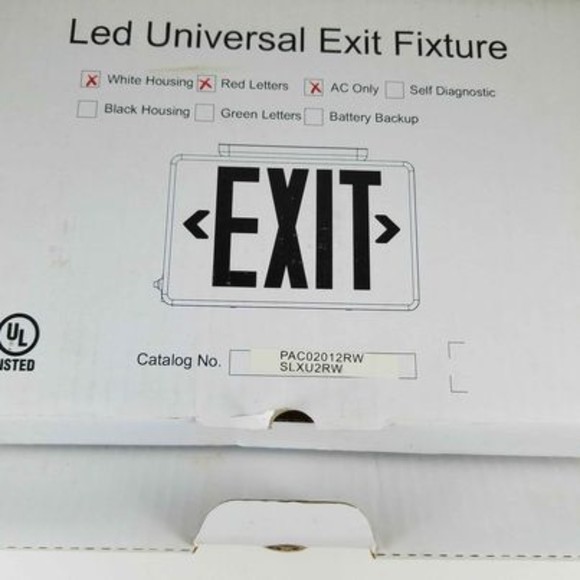 Led Universal Exit Fixture
White Housing Red Letters AC Only Self Diagnostic
Black Housing Green Letters Battery Backup
EXIT
UL
Catalog No. PAC02012RW
SLXU2RW